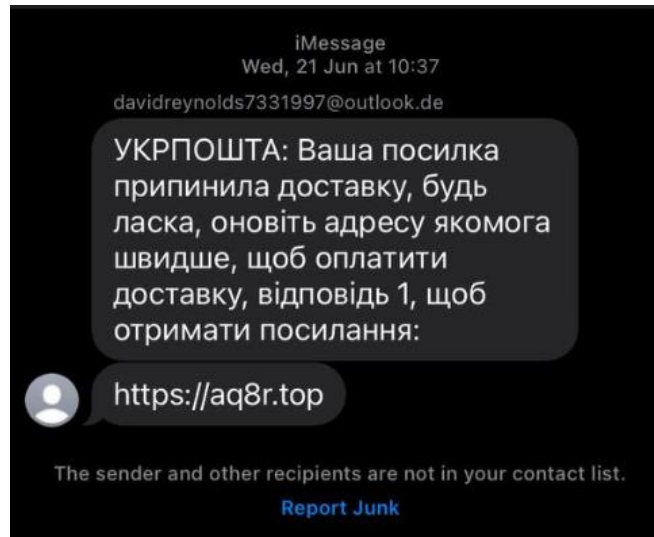 iMessage
Wed, 21 Jun at 10:37
davidreynolds7331997@outlook.de
УКРПОШТА: Ваша посилка
припинила доставку, будь
ласка, оновіть адресу якомога
швидше, щоб оплатити
доставку, відповідь 1, щоб
отримати посилання:
https://aq8r.top
The sender and other recipients are not in your contact list.
Report Junk